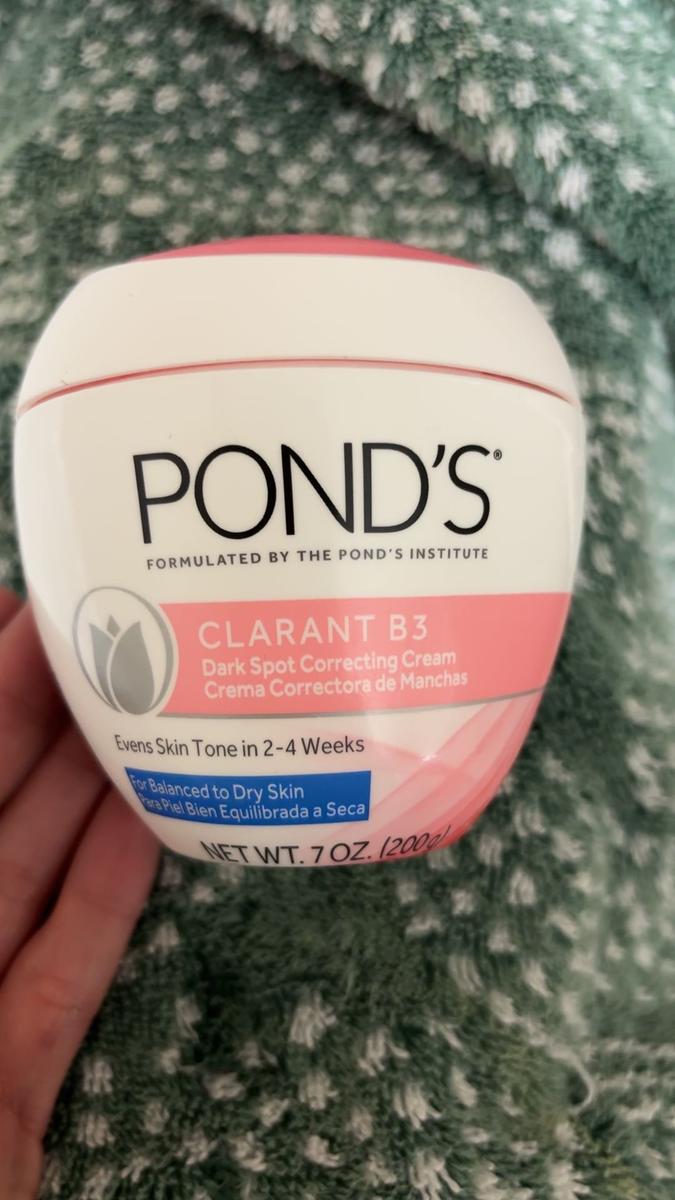 POND'S®
FORMULATED BY THE POND'S INSTITUTE
CLARANT B3
Dark Spot Correcting Cream
Crema Correctora de Manchas
Evens Skin Tone in 2-4 Weeks
For Balanced to Dry Skin
Para Piel Bien Equilibrada a Seca
NET WT. 7 OZ. (200g)